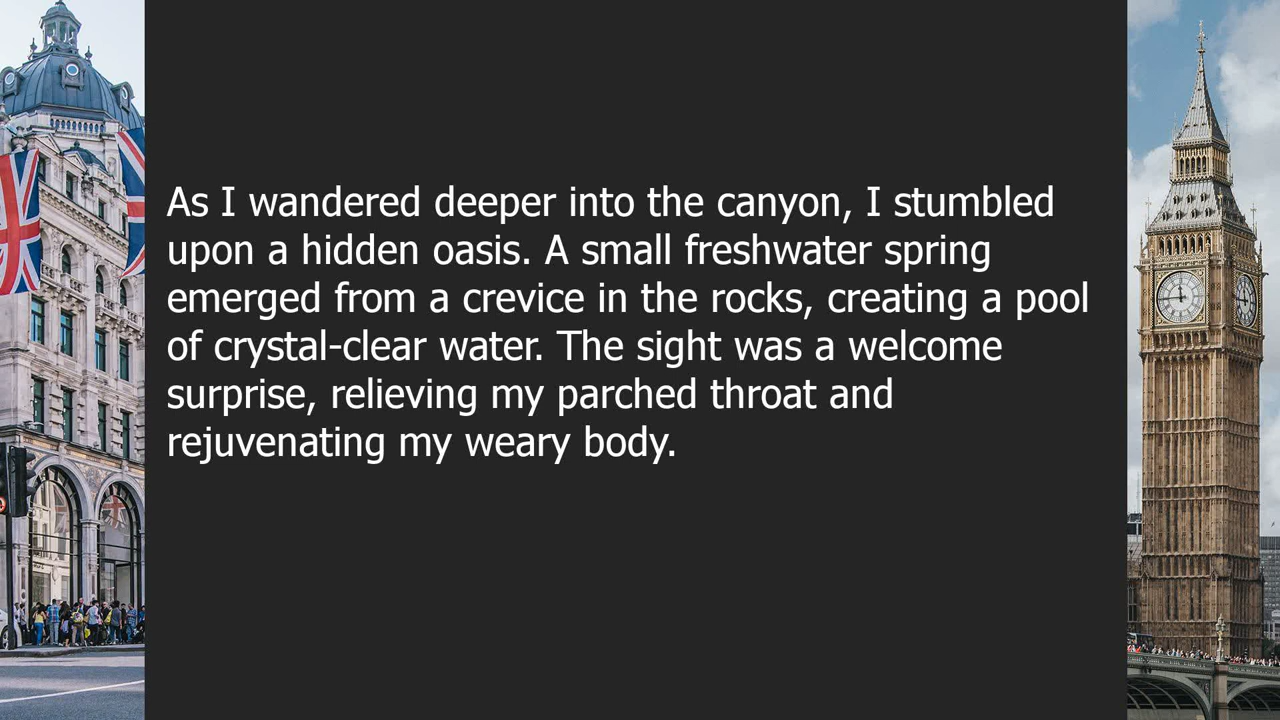 As I wandered deeper into the canyon, I stumbled
upon a hidden oasis. A small freshwater spring
emerged from a crevice in the rocks, creating a pool
of crystal-clear water. The sight was a welcome
surprise, relieving my parched throat and
rejuvenating my weary body.